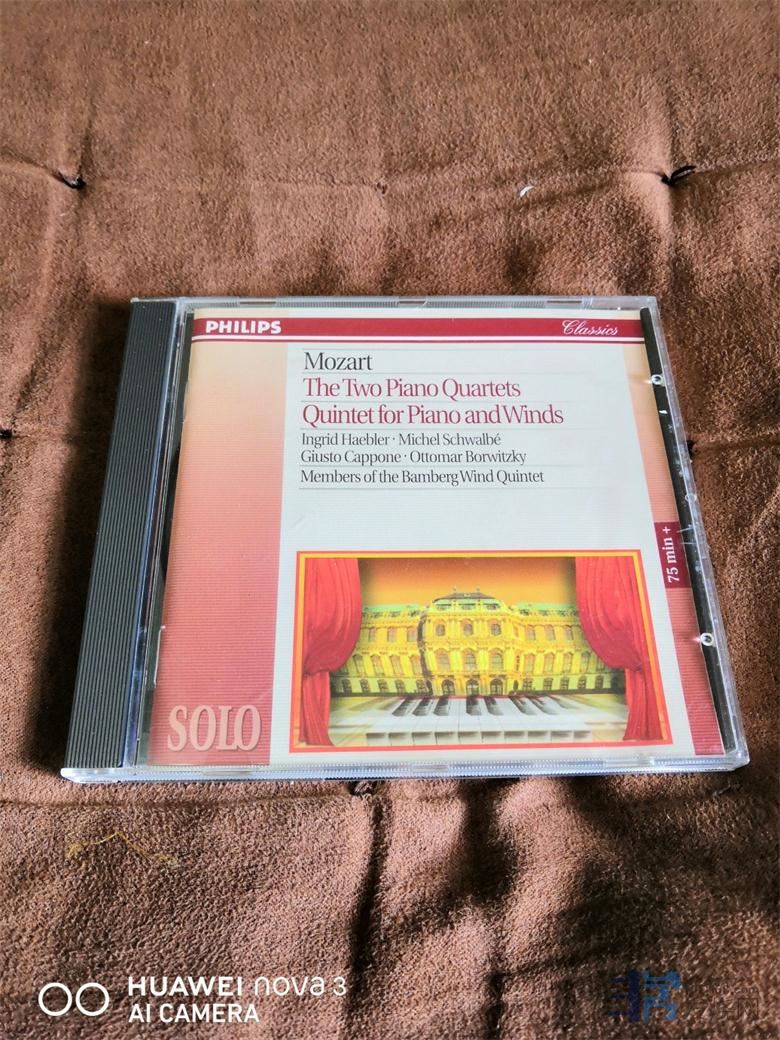 PHILIPS Classics
Mozart
The Two Piano Quartets
Quintet for Piano and Winds
Ingrid Haebler · Michel Schwalbé
Giusto Cappone · Ottomar Borwitzky
Members of the Bamberg Wind Quintet
75 min +
SOLO
HUAWEI nova 3
AI CAMERA